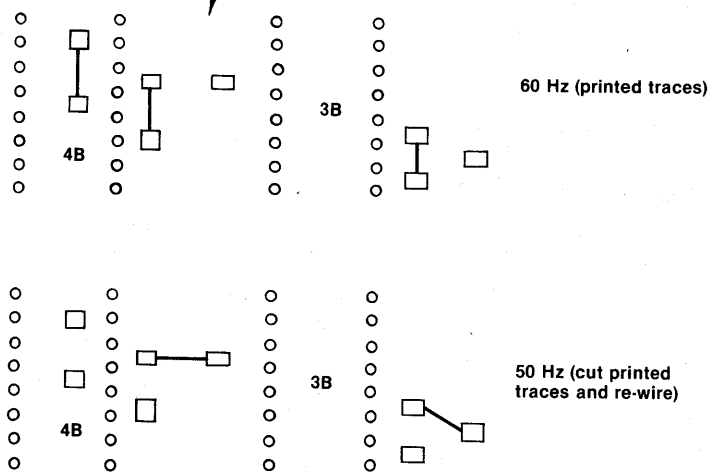 60 Hz (printed traces)
3B
4B
50 Hz (cut printed
traces and re-wire)
3B
4B